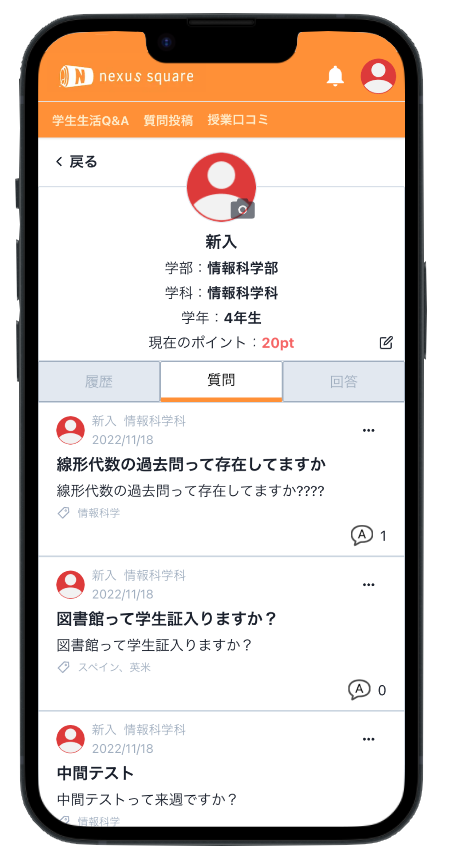 N nexus square
学生生活Q&A 質問投稿 授業口コミ
戻る
新入
学部：情報科学部
学科：情報科学科
学年：4年生
現在のポイント：20pt
履歴 質問 回答
新入 情報科学科
2022/11/18
線形代数の過去問って存在してますか
線形代数の過去問って存在してますか????
情報科学
A 1
新入 情報科学科
2022/11/18
図書館って学生証入りますか？
図書館って学生証入りますか？
スペイン、英米
A 0
新入 情報科学科
2022/11/18
中間テスト
中間テストって来週ですか？
情報科学